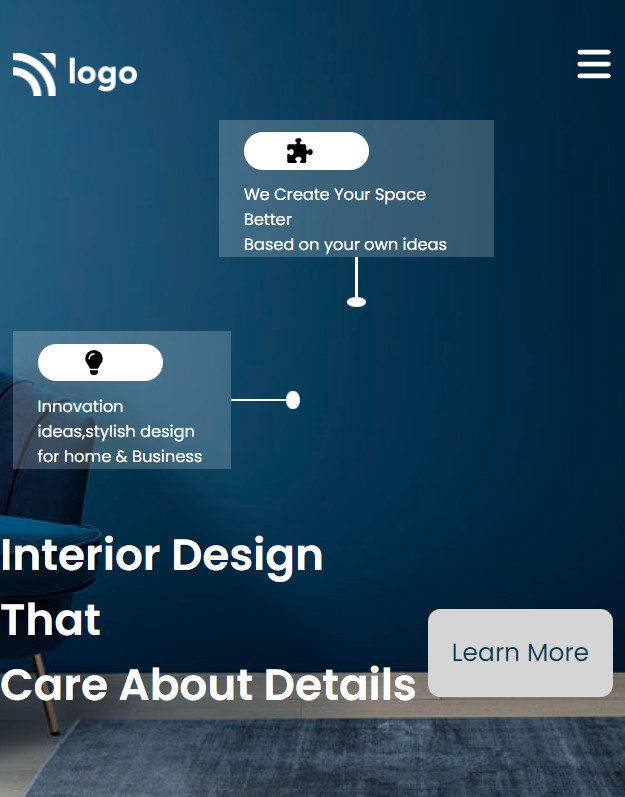 logo
We Create Your Space
Better
Based on your own ideas
Innovation
ideas,stylish design
for home & Business
Interior Design
That
Care About Details
Learn More